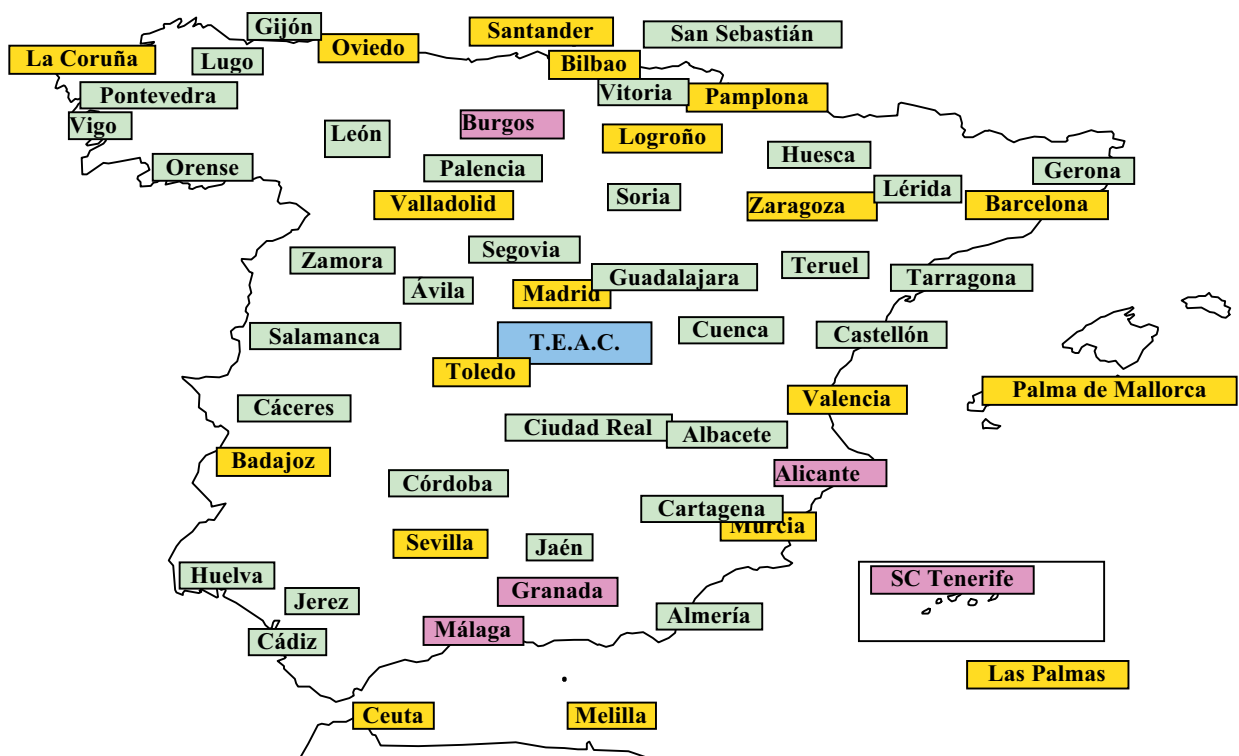 Gijón
Santander
San Sebastián
Oviedo
La Coruña
Lugo
Bilbao
Pontevedra
Vitoria
Pamplona
Vigo
León
Burgos
Logroño
Huesca
Orense
Palencia
Gerona
Lérida
Soria
Valladolid
Zaragoza
Barcelona
Segovia
Zamora
Teruel
Guadalajara
Tarragona
Ávila
Madrid
Cuenca
Salamanca
Castellón
T.E.A.C.
Toledo
Palma de Mallorca
Valencia
Cáceres
Ciudad Real
Albacete
Badajoz
Alicante
Córdoba
Cartagena
Murcia
Sevilla
Jaén
Huelva
SC Tenerife
Granada
Jerez
Almería
Málaga
Cádiz
Las Palmas
Ceuta
Melilla